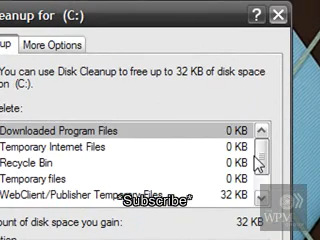 eanup for (C:)
up
More Options
You can use Disk Cleanup to free up to 32 KB of disk space
on (C:).
elete:
Downloaded Program Files 0 KB
Temporary Internet Files 0 KB
Recycle Bin 0 KB
Temporary files 0 KB
WebClient/Publisher Temporary Files 32 KB
*Subscribe*
WPM
ount of disk space you gain: 32 KB